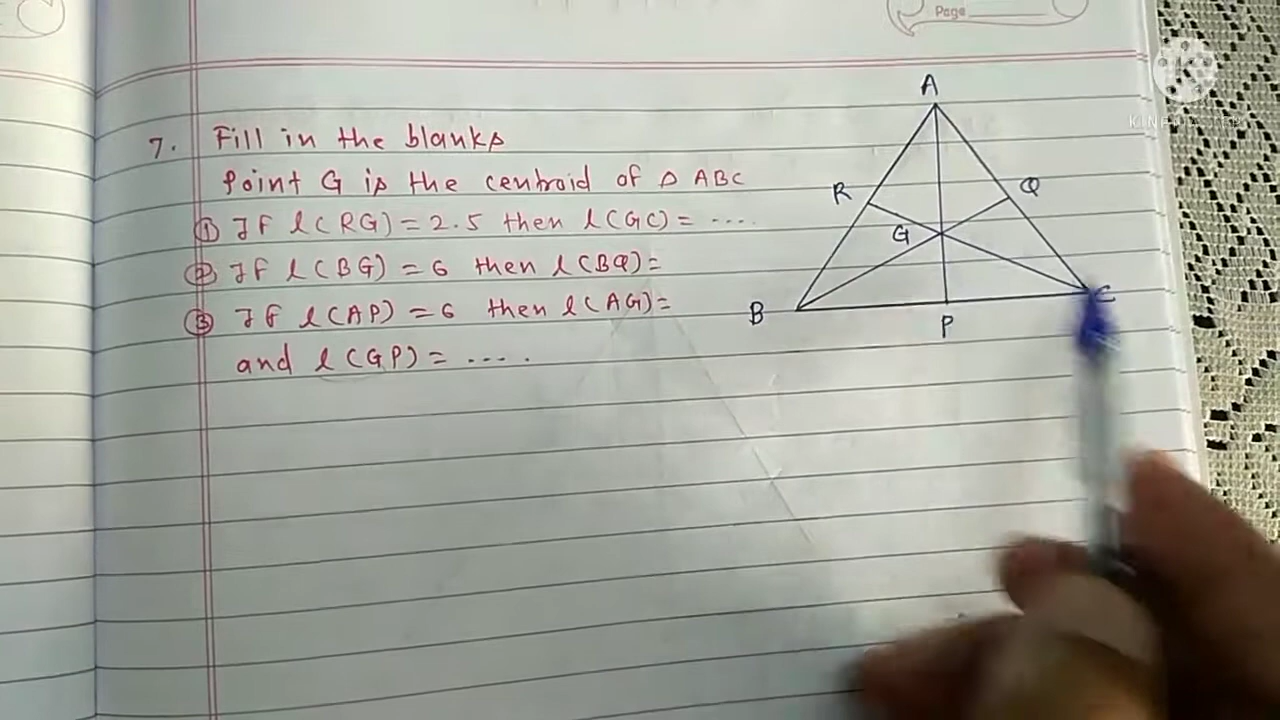 Page
7. Fill in the blanks
Point G is the centroid of △ ABC
① If l(RG) = 2.5 then l(GC) = ....
② If l(BG) = 6 then l(BQ) =
③ If l(AP) = 6 then l(AG) =
and l(GP) = ....
A
R
Q
G
B
P
C